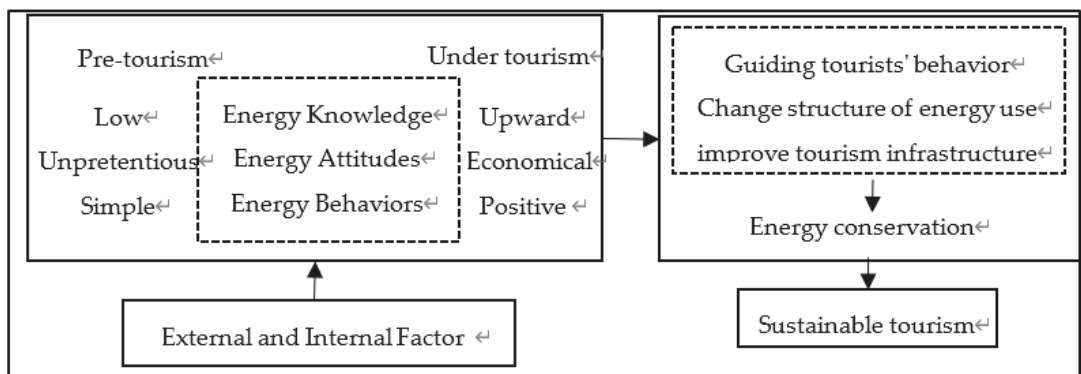 Pre-tourism
Under tourism
Low
Energy Knowledge
Upward
Unpretentious
Energy Attitudes
Economical
Simple
Energy Behaviors
Positive
External and Internal Factor
Guiding tourists' behavior
Change structure of energy use
improve tourism infrastructure
Energy conservation
Sustainable tourism